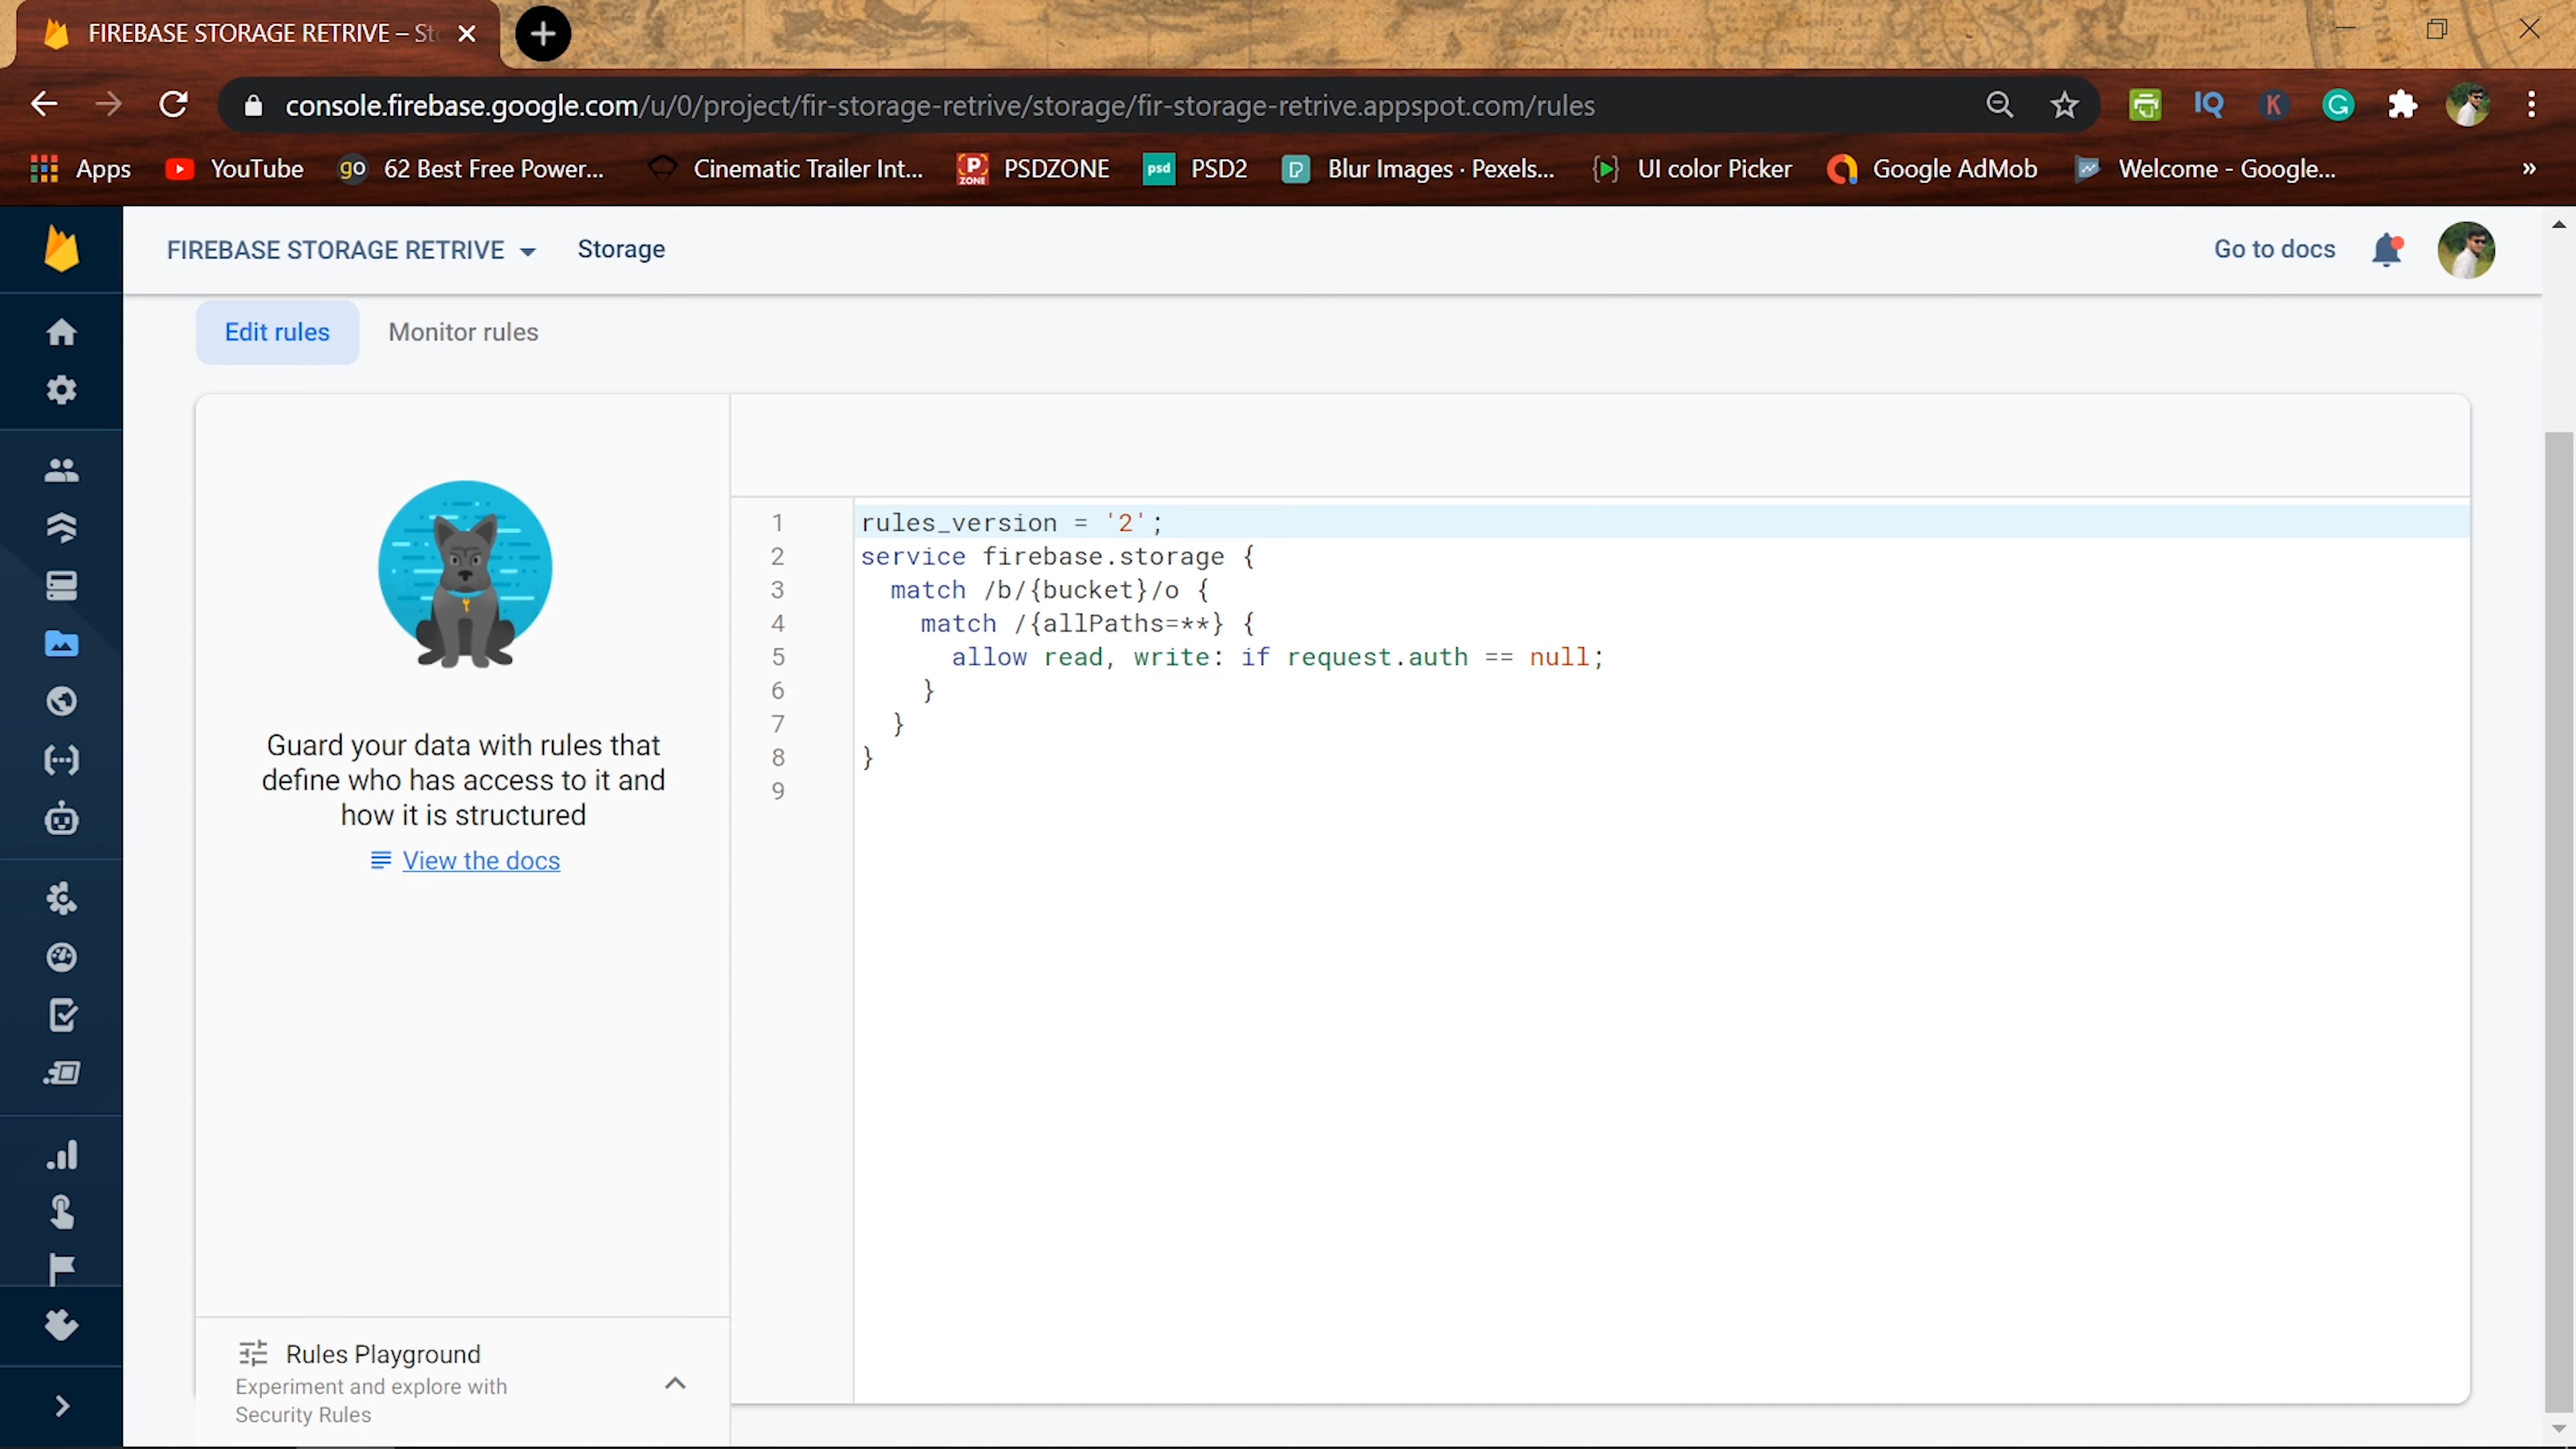 FIREBASE STORAGE RETRIVE – St
console.firebase.google.com/u/0/project/fir-storage-retrive/storage/fir-storage-retrive.appspot.com/rules
IQ K G
Apps YouTube go 62 Best Free Power... Cinematic Trailer Int... P ZONE PSDZONE psd PSD2 P Blur Images · Pexels... UI color Picker Google AdMob Welcome - Google... »
FIREBASE STORAGE RETRIVE Storage Go to docs
Edit rules Monitor rules
Guard your data with rules that
define who has access to it and
how it is structured
View the docs
1 rules_version = '2';
2 service firebase.storage {
3 match /b/{bucket}/o {
4 match /{allPaths=**} {
5 allow read, write: if request.auth == null;
6 }
7 }
8 }
9
Rules Playground
Experiment and explore with
Security Rules